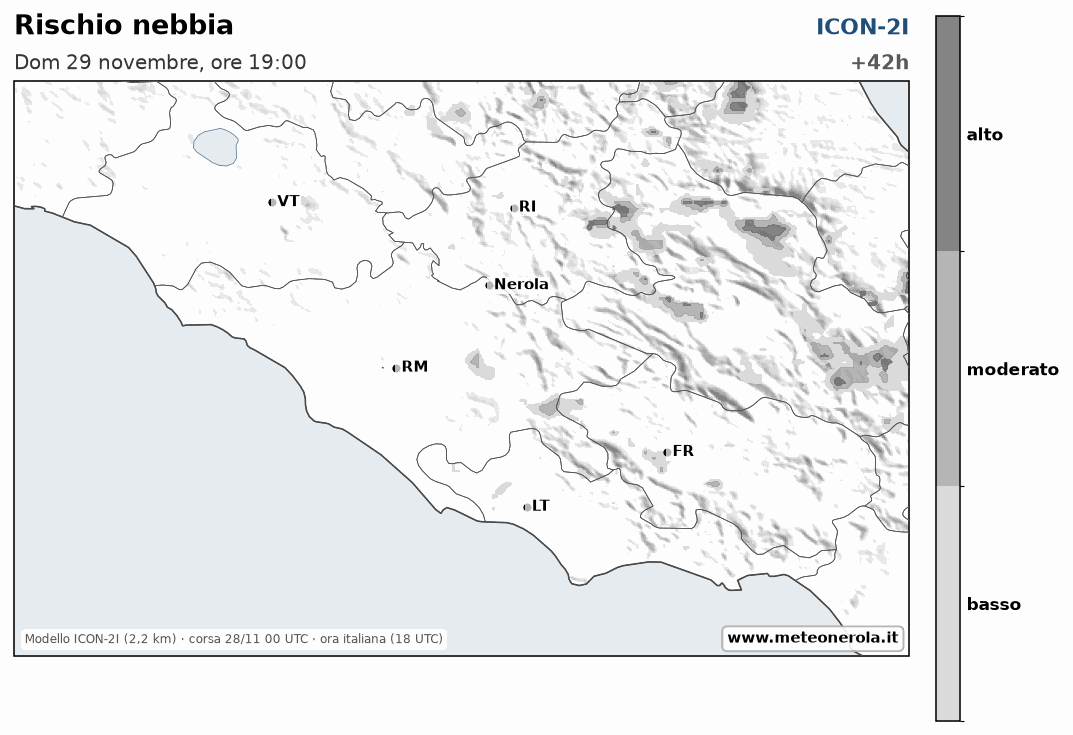 Rischio nebbia
ICON-2I
Dom 29 novembre, ore 19:00
+42h
alto
VT
RI
Nerola
RM
moderato
FR
LT
basso
Modello ICON-2I (2,2 km) · corsa 28/11 00 UTC · ora italiana (18 UTC)
www.meteonerola.it